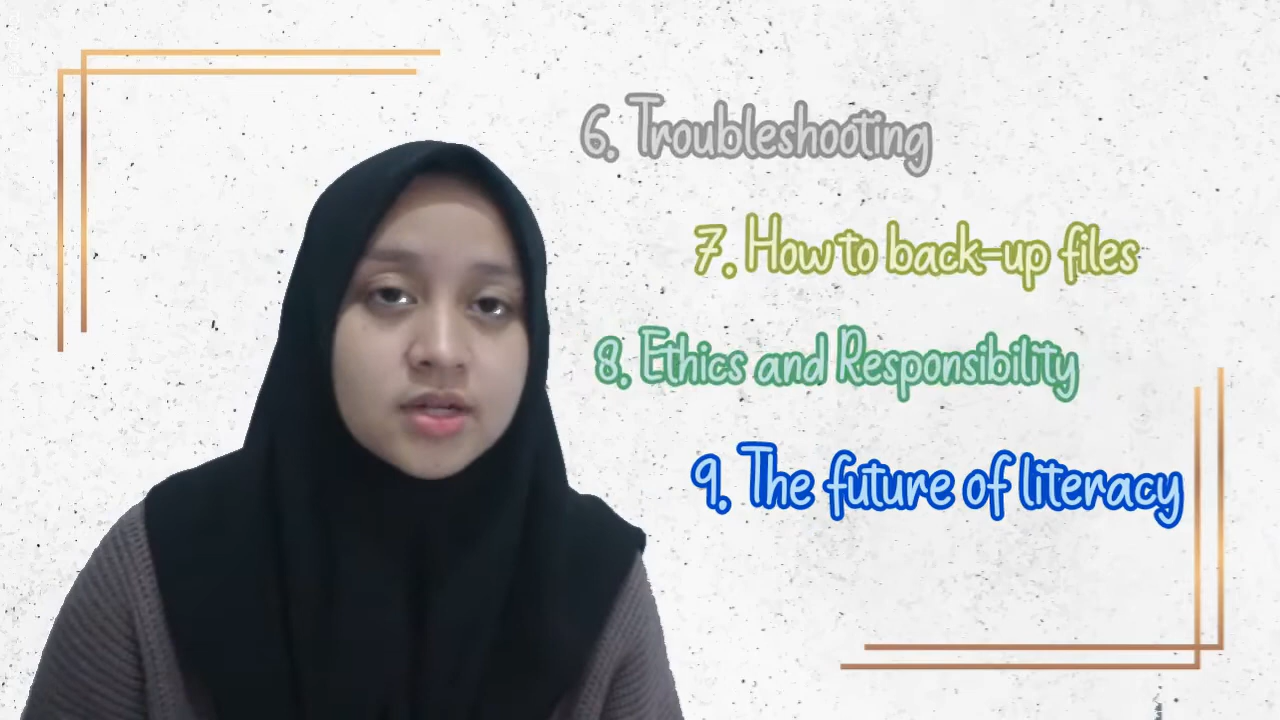 6. Troubleshooting
7. How to back-up files
8. Ethics and Responsibility
9. The future of literacy